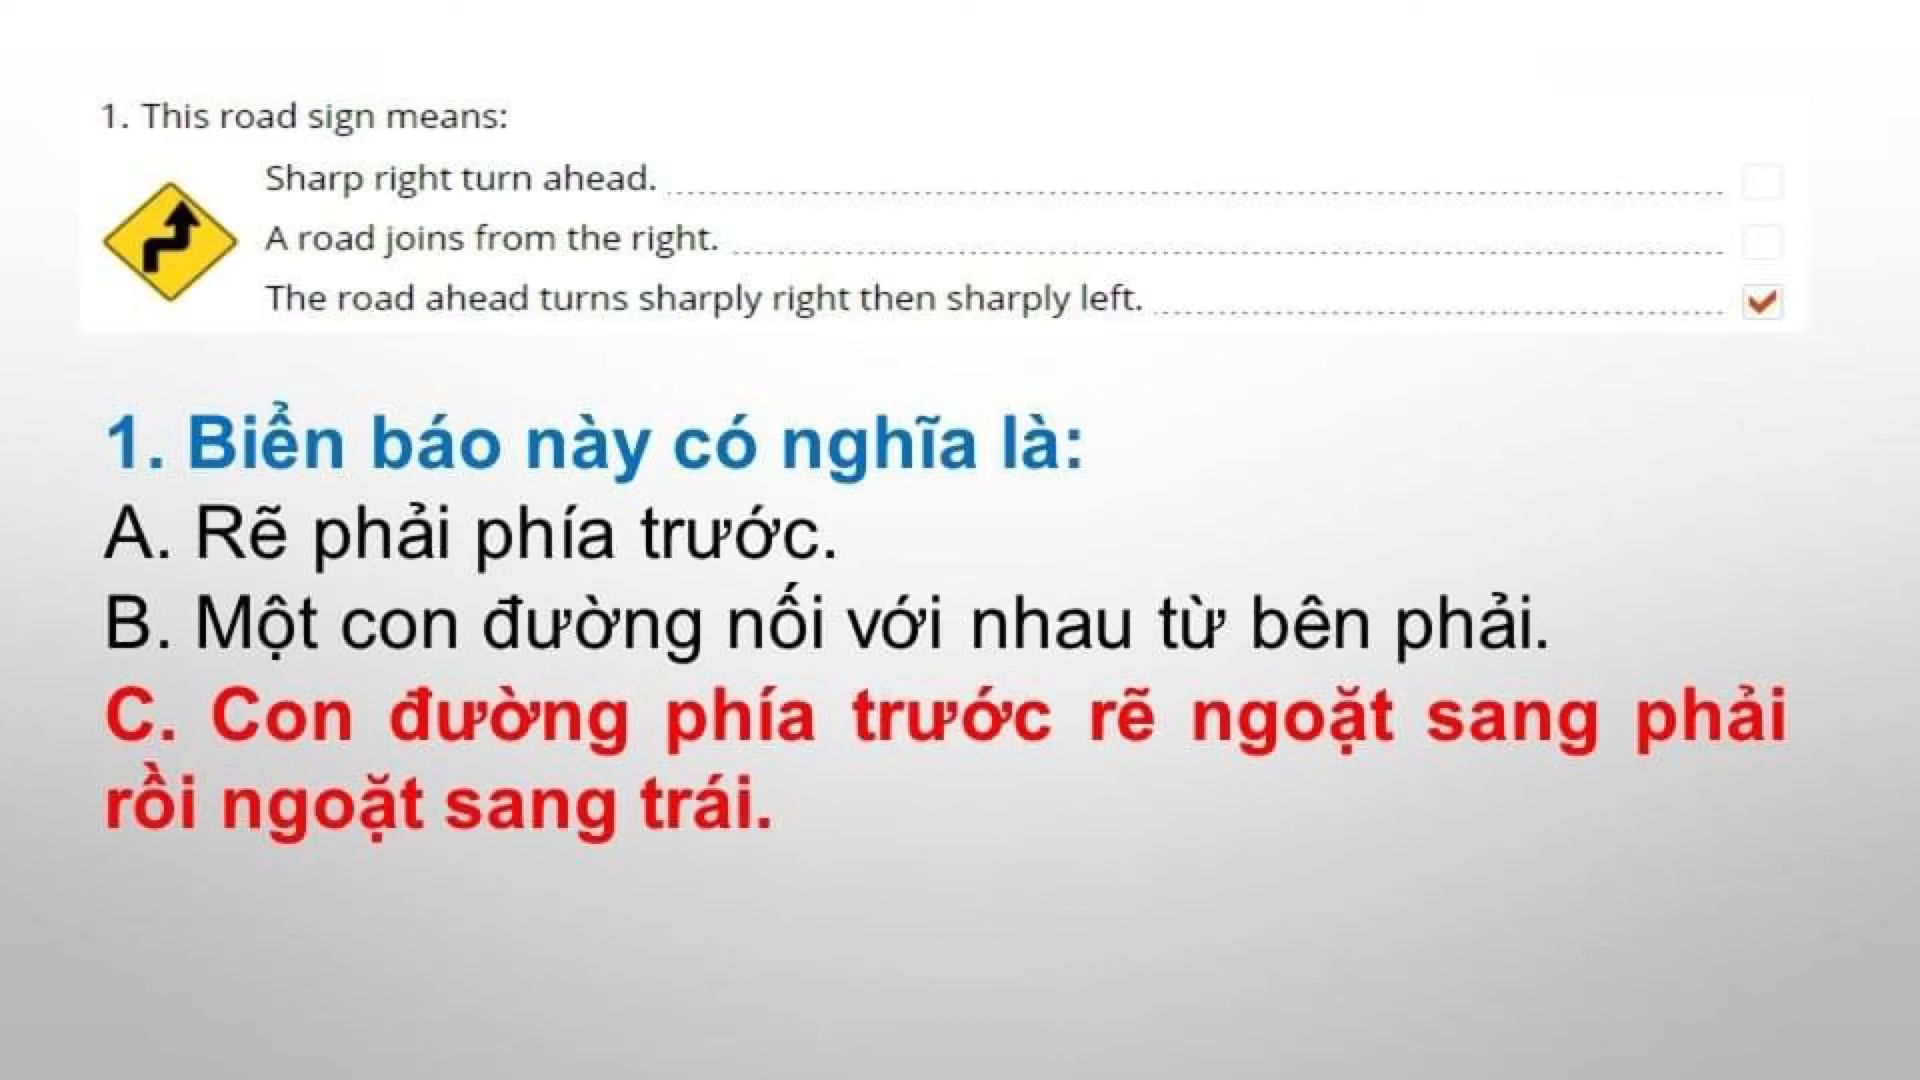 1. This road sign means:
Sharp right turn ahead.
A road joins from the right.
The road ahead turns sharply right then sharply left.
1. Biển báo này có nghĩa là:
A. Rẽ phải phía trước.
B. Một con đường nối với nhau từ bên phải.
C. Con đường phía trước rẽ ngoặt sang phải
rồi ngoặt sang trái.